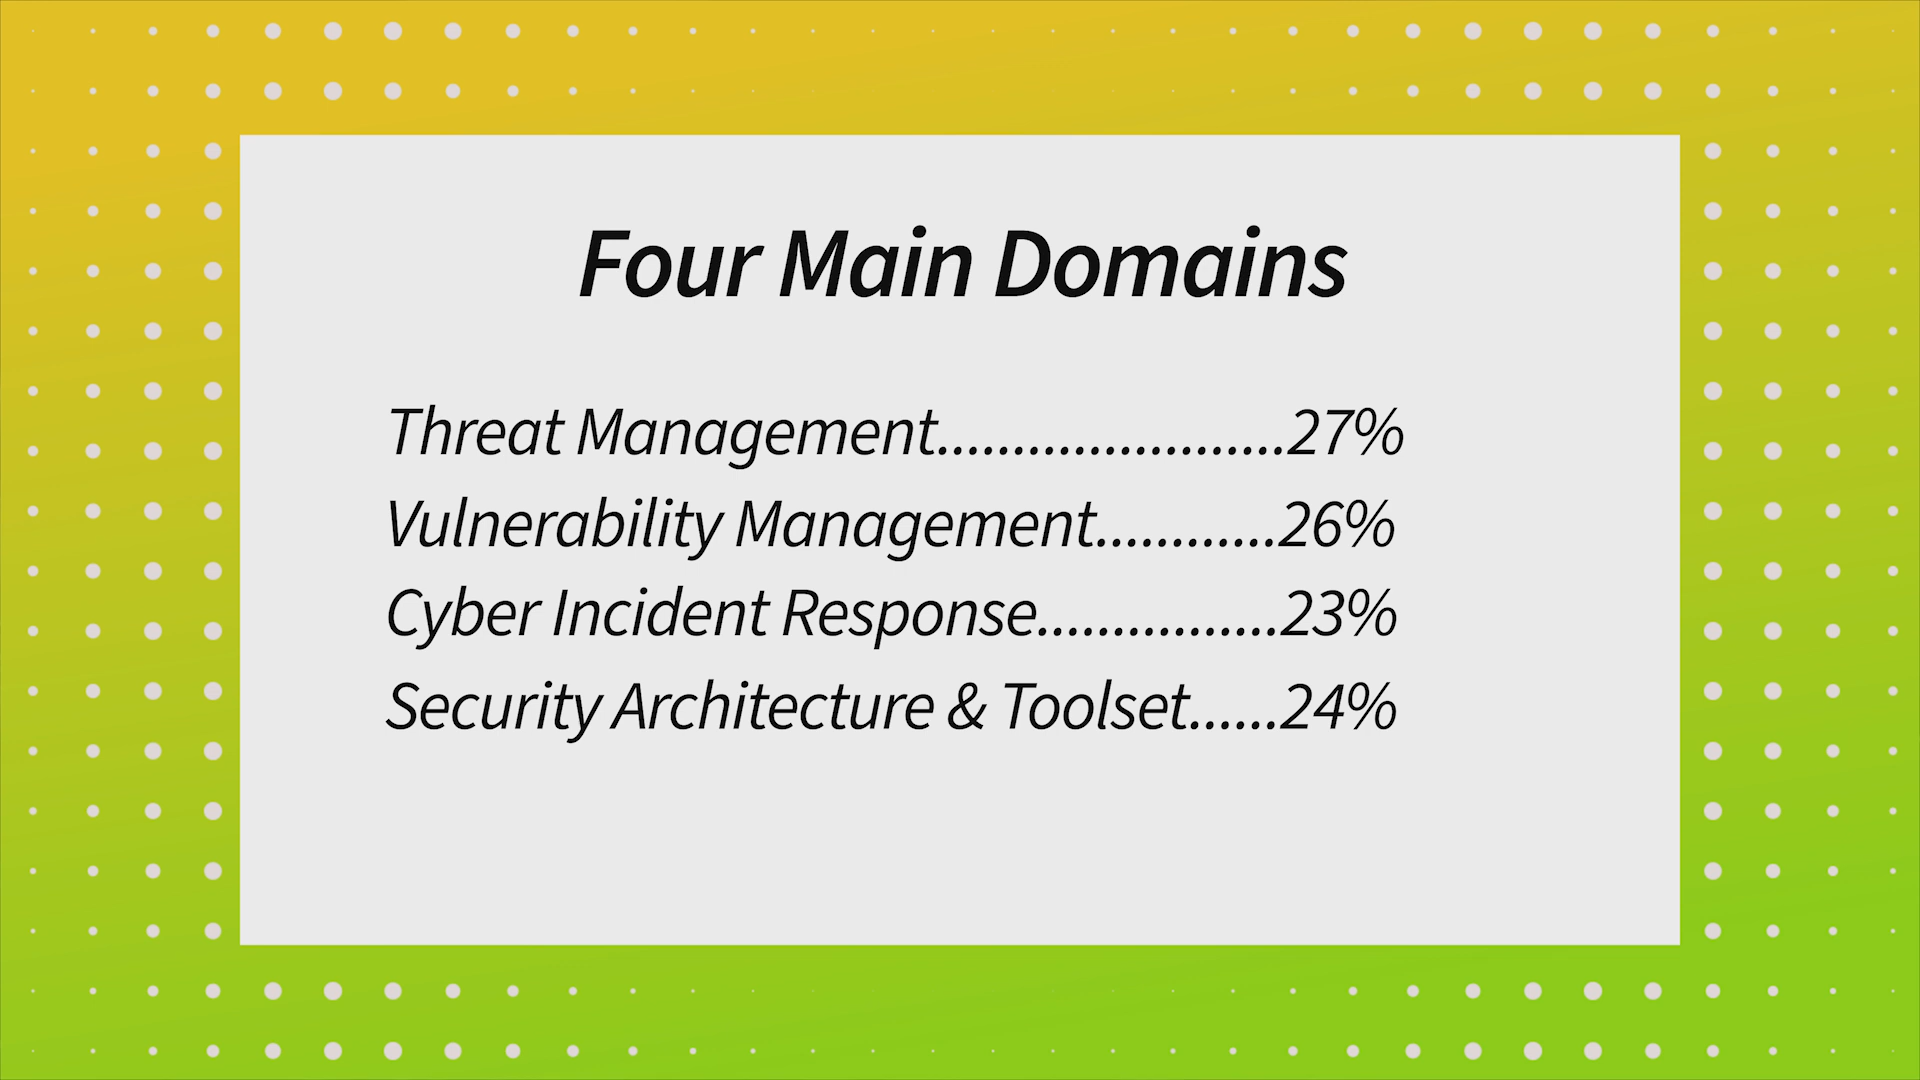 Four Main Domains
Threat Management.......................27%
Vulnerability Management............26%
Cyber Incident Response................23%
Security Architecture & Toolset......24%